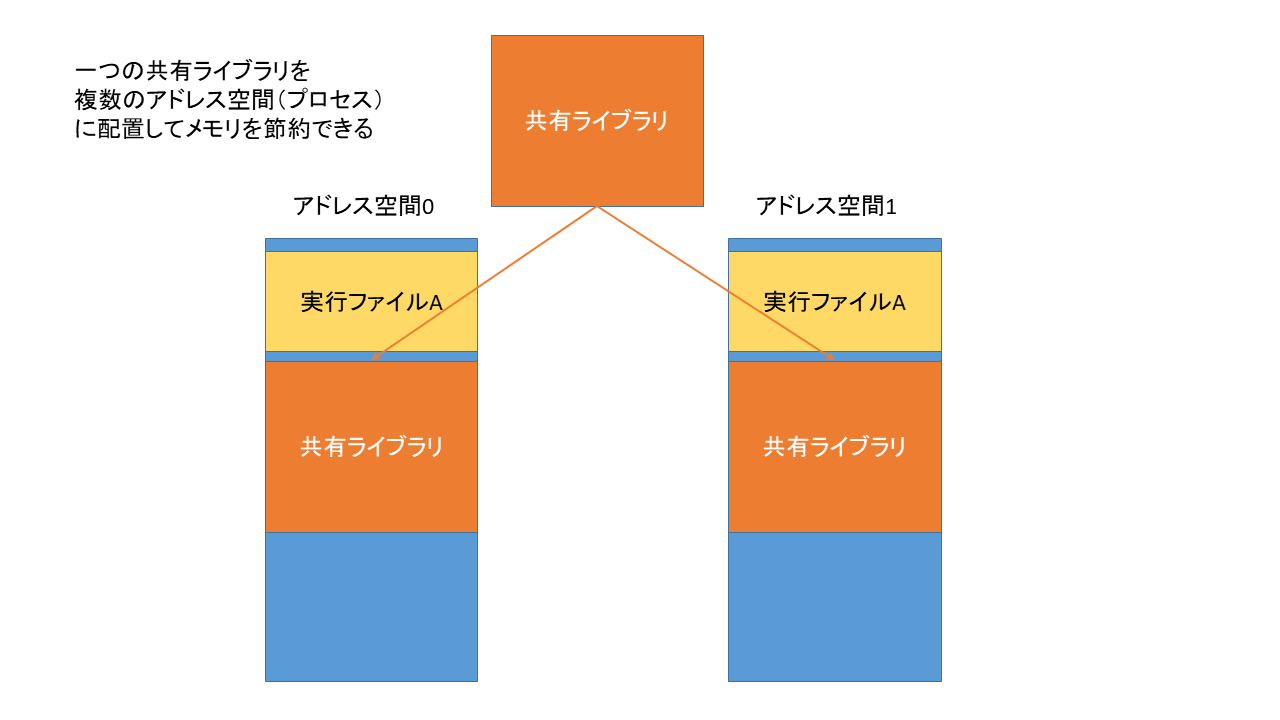 一つの共有ライブラリを
複数のアドレス空間(プロセス)
に配置してメモリを節約できる
共有ライブラリ
アドレス空間0
アドレス空間1
実行ファイルA
実行ファイルA
共有ライブラリ
共有ライブラリ